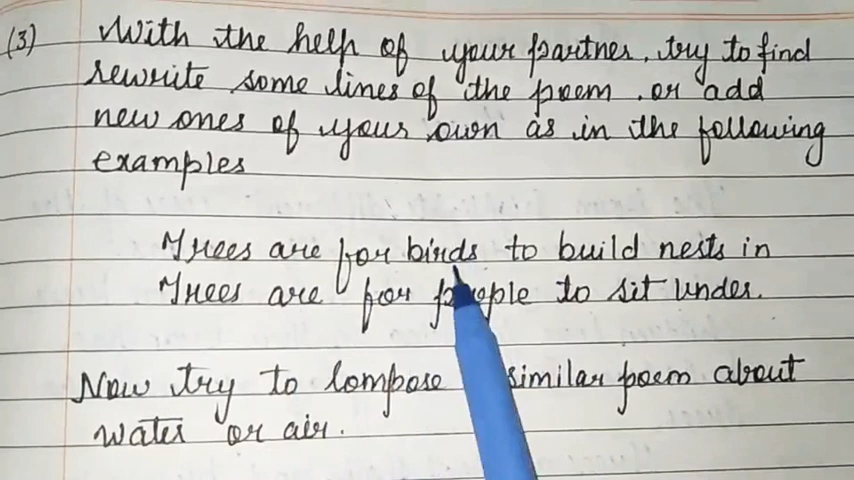 (3) With the help of your partner, try to find
rewrite some lines of the poem, or add
new ones of your own as in the following
examples
Trees are for birds to build nests in
Trees are for people to sit under.
Now try to Compose similar poem about
Water or air.